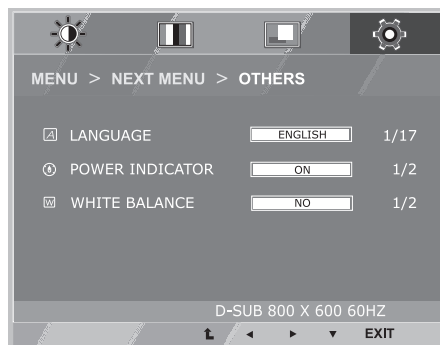 MENU > NEXT MENU > OTHERS
A LANGUAGE ENGLISH 1/17
POWER INDICATOR ON 1/2
W WHITE BALANCE NO 1/2
D-SUB 800 X 600 60HZ
EXIT